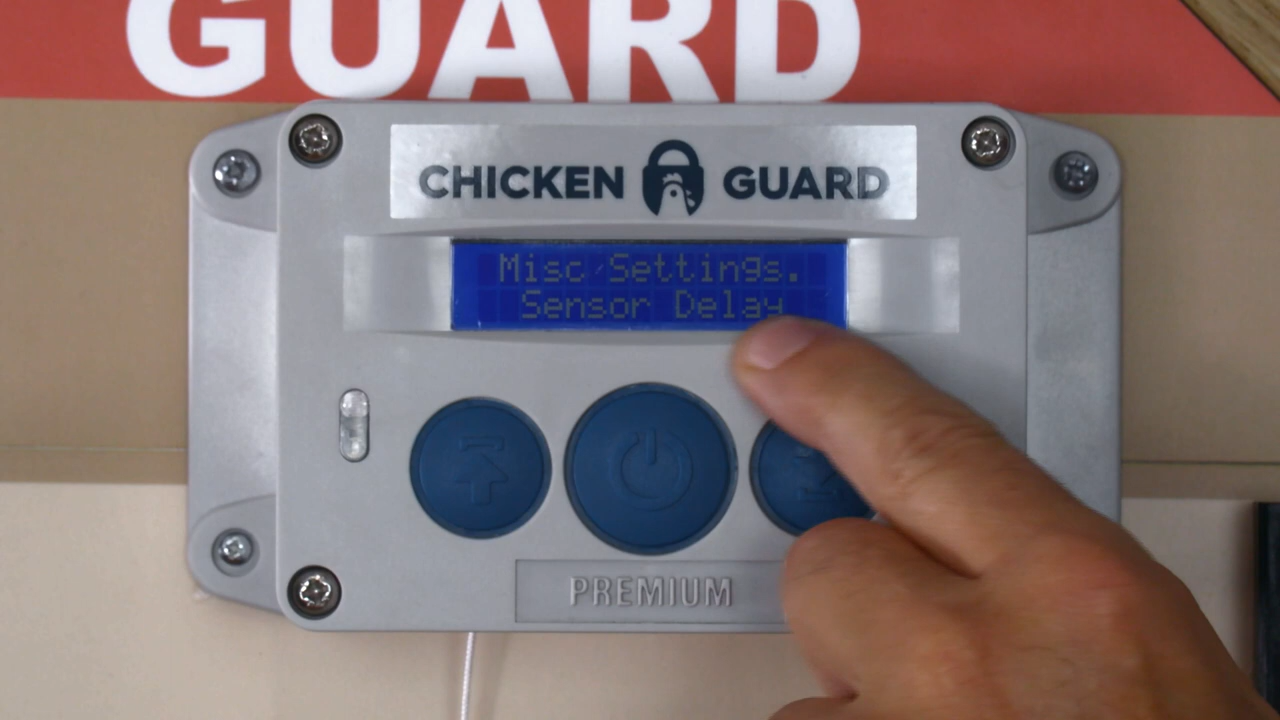 GUARD
CHICKEN GUARD
Misc Settings.
Sensor Delay
PREMIUM